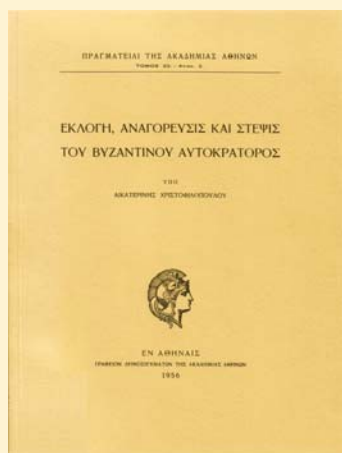 ΠΡΑΓΜΑΤΕΙΑΙ ΤΗΣ ΑΚΑΔΗΜΙΑΣ ΑΘΗΝΩΝ
ΤΟΜΟΣ
ΕΚΛΟΓΗ, ΑΝΑΓΟΡΕΥΣΙΣ ΚΑΙ ΣΤΕΨΙΣ
ΤΟΥ ΒΥΖΑΝΤΙΝΟΥ ΑΥΤΟΚΡΑΤΟΡΟΣ
ΥΠΟ
ΑΙΚΑΤΕΡΙΝΗΣ ΧΡΙΣΤΟΦΙΛΟΠΟΥΛΟΥ
ΕΝ ΑΘΗΝΑΙΣ
ΓΡΑΦΕΙΟΝ ΔΗΜΟΣΙΕΥΜΑΤΩΝ ΤΗΣ ΑΚΑΔΗΜΙΑΣ ΑΘΗΝΩΝ
1956